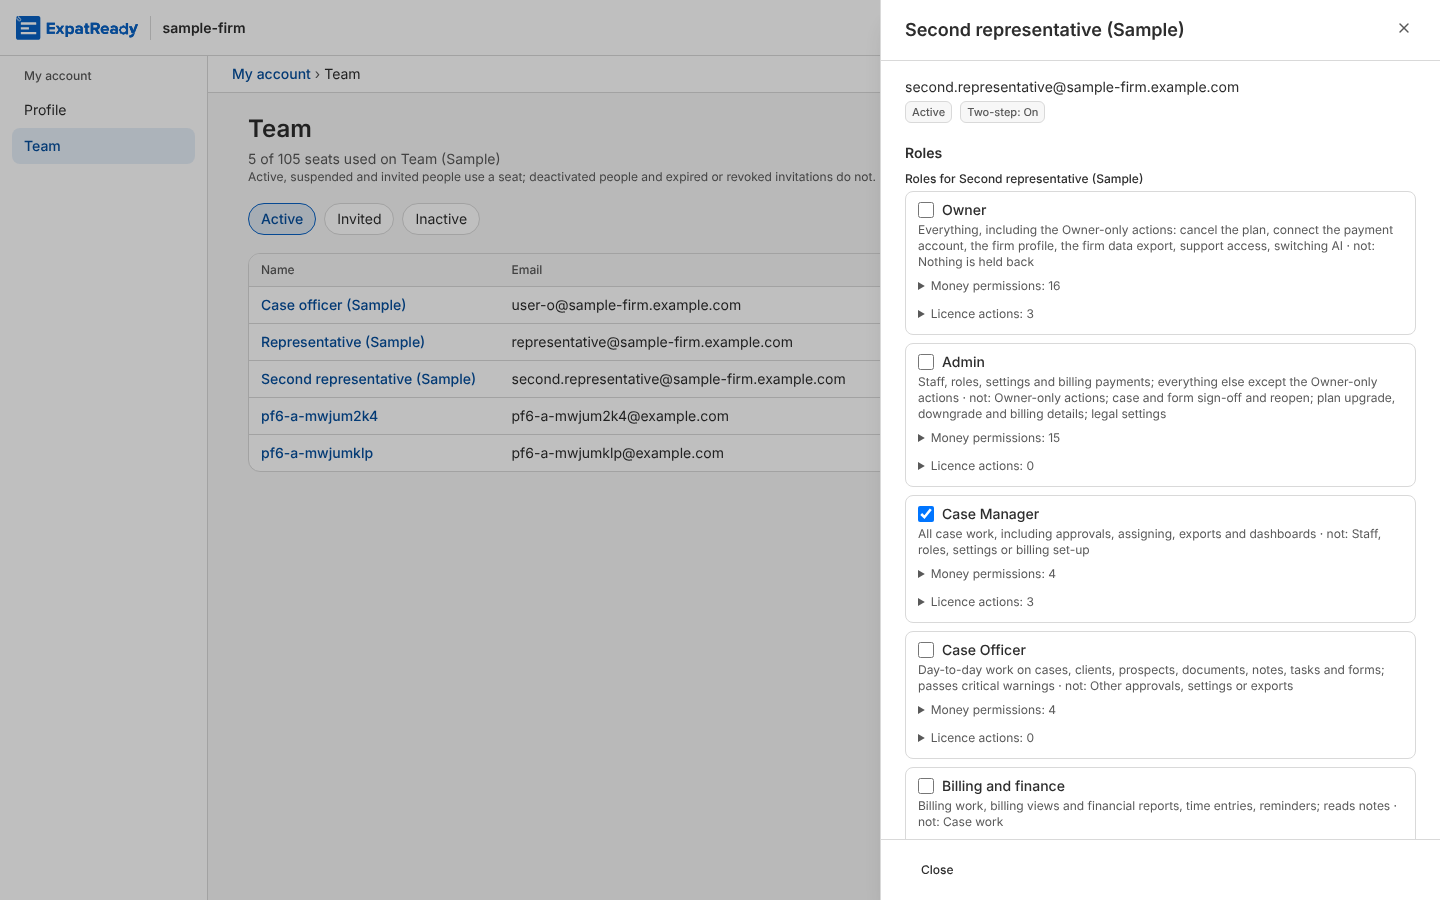 ExpatReady
sample-firm
My account
Profile
Team
My account › Team
Team
5 of 105 seats used on Team (Sample)
Active, suspended and invited people use a seat; deactivated people and expired or revoked invitations do not.
Active
Invited
Inactive
Name
Email
Case officer (Sample)
user-o@sample-firm.example.com
Representative (Sample)
representative@sample-firm.example.com
Second representative (Sample)
second.representative@sample-firm.example.com
pf6-a-mwjum2k4
pf6-a-mwjum2k4@example.com
pf6-a-mwjumklp
pf6-a-mwjumklp@example.com
Second representative (Sample)
second.representative@sample-firm.example.com
Active
Two-step: On
Roles
Roles for Second representative (Sample)
Owner
Everything, including the Owner-only actions: cancel the plan, connect the payment
account, the firm profile, the firm data export, support access, switching AI · not:
Nothing is held back
Money permissions: 16
Licence actions: 3
Admin
Staff, roles, settings and billing payments; everything else except the Owner-only
actions · not: Owner-only actions; case and form sign-off and reopen; plan upgrade,
downgrade and billing details; legal settings
Money permissions: 15
Licence actions: 0
Case Manager
All case work, including approvals, assigning, exports and dashboards · not: Staff,
roles, settings or billing set-up
Money permissions: 4
Licence actions: 3
Case Officer
Day-to-day work on cases, clients, prospects, documents, notes, tasks and forms;
passes critical warnings · not: Other approvals, settings or exports
Money permissions: 4
Licence actions: 0
Billing and finance
Billing work, billing views and financial reports, time entries, reminders; reads notes ·
not: Case work
Close